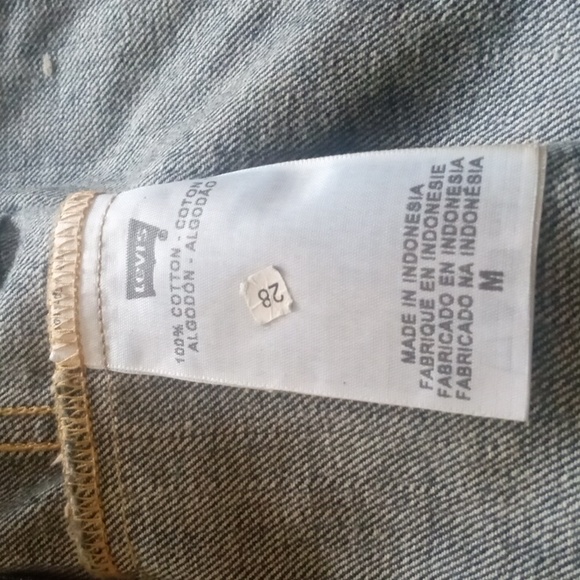 Levi's
®
100% COTTON - COTON
ALGODÓN - ALGODÃO
28
MADE IN INDONESIA
FABRIQUE EN INDONESIE
FABRICADO EN INDONESIA
FABRICADO NA INDONÉSIA
M